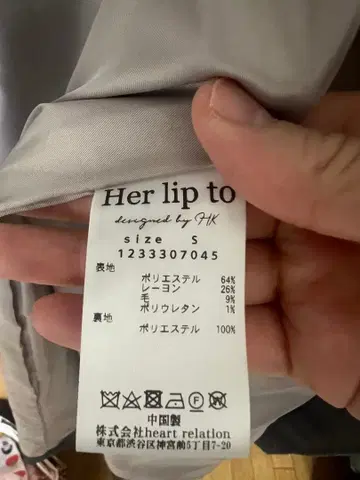 Her lip to
designed by HK
size S
1233307045
表地
ポリエステル 64%
レーヨン 26%
毛 9%
ポリウレタン 1%
裏地
ポリエステル 100%
中国製
株式会社heart relation
東京都渋谷区神宮前5丁目7-20